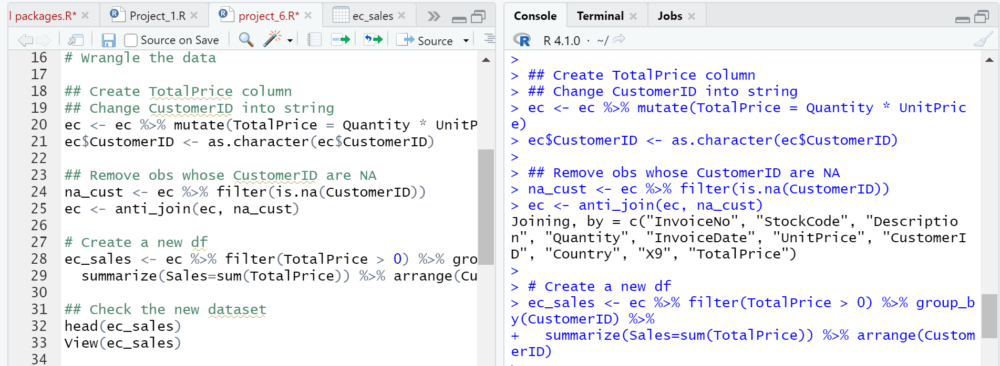 l packages.R*
Project_1.R
project_6.R*
ec_sales
Source on Save
Source
16 # Wrangle the data
17
18 ## Create TotalPrice column
19 ## Change CustomerID into string
20 ec <- ec %>% mutate(TotalPrice = Quantity * UnitP
21 ec$CustomerID <- as.character(ec$CustomerID)
22
23 ## Remove obs whose CustomerID are NA
24 na_cust <- ec %>% filter(is.na(CustomerID))
25 ec <- anti_join(ec, na_cust)
26
27 # Create a new df
28 ec_sales <- ec %>% filter(TotalPrice > 0) %>% gro
29   summarize(Sales=sum(TotalPrice)) %>% arrange(Cu
30
31 ## Check the new dataset
32 head(ec_sales)
33 View(ec_sales)
34
Console
Terminal
Jobs
R 4.1.0 · ~/
>
> ## Create TotalPrice column
> ## Change CustomerID into string
> ec <- ec %>% mutate(TotalPrice = Quantity * UnitPric
e)
> ec$CustomerID <- as.character(ec$CustomerID)
>
> ## Remove obs whose CustomerID are NA
> na_cust <- ec %>% filter(is.na(CustomerID))
> ec <- anti_join(ec, na_cust)
Joining, by = c("InvoiceNo", "StockCode", "Descriptio
n", "Quantity", "InvoiceDate", "UnitPrice", "CustomerI
D", "Country", "X9", "TotalPrice")
>
> # Create a new df
> ec_sales <- ec %>% filter(TotalPrice > 0) %>% group_b
y(CustomerID) %>%
+   summarize(Sales=sum(TotalPrice)) %>% arrange(Custom
erID)